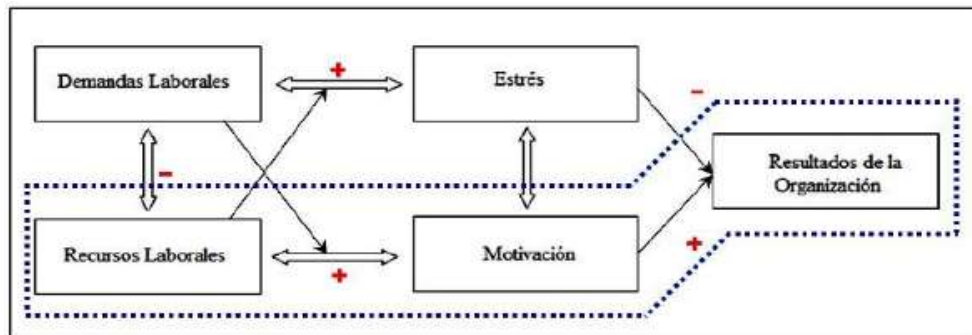 Demandas Laborales
+
Estrés
-
-
Resultados de la
Organización
Recursos Laborales
+
Motivación
+